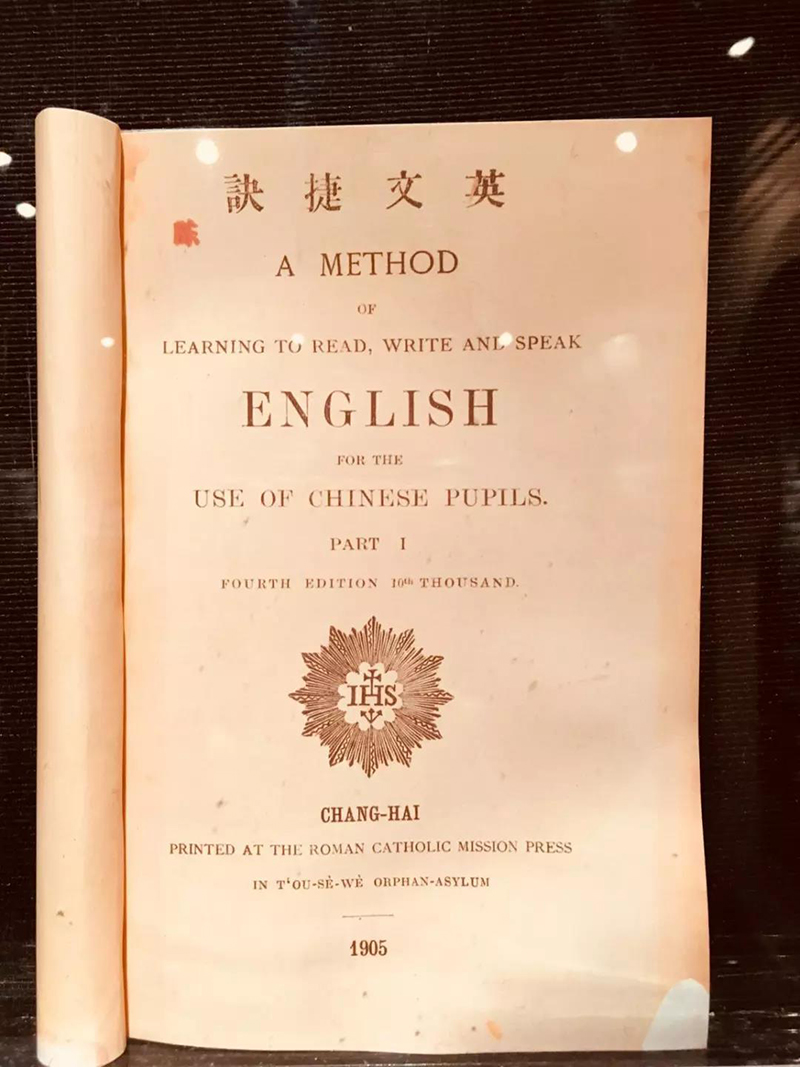 訣捷文英
A METHOD
OF
LEARNING TO READ, WRITE AND SPEAK
ENGLISH
FOR THE
USE OF CHINESE PUPILS.
PART I
FOURTH EDITION 10th THOUSAND.
IHS
CHANG-HAI
PRINTED AT THE ROMAN CATHOLIC MISSION PRESS
IN T‘OU-SÈ-WÈ ORPHAN-ASYLUM
1905